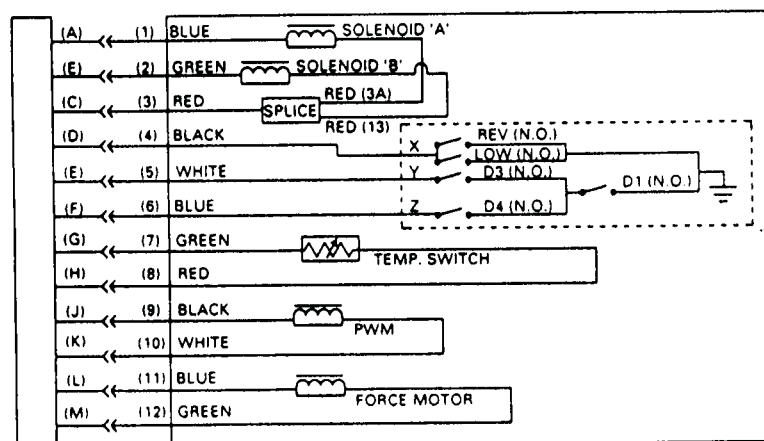 (A) (1) BLUE SOLENOID 'A'
(E) (2) GREEN SOLENOID 'B'
RED (3A)
(C) (3) RED SPLICE
RED (13)
(D) (4) BLACK X REV (N.O.)
LOW (N.O.)
(E) (5) WHITE Y D3 (N.O.)
D1 (N.O.)
(F) (6) BLUE Z D4 (N.O.)
(G) (7) GREEN
TEMP. SWITCH
(H) (8) RED
(J) (9) BLACK
PWM
(K) (10) WHITE
(L) (11) BLUE
FORCE MOTOR
(M) (12) GREEN